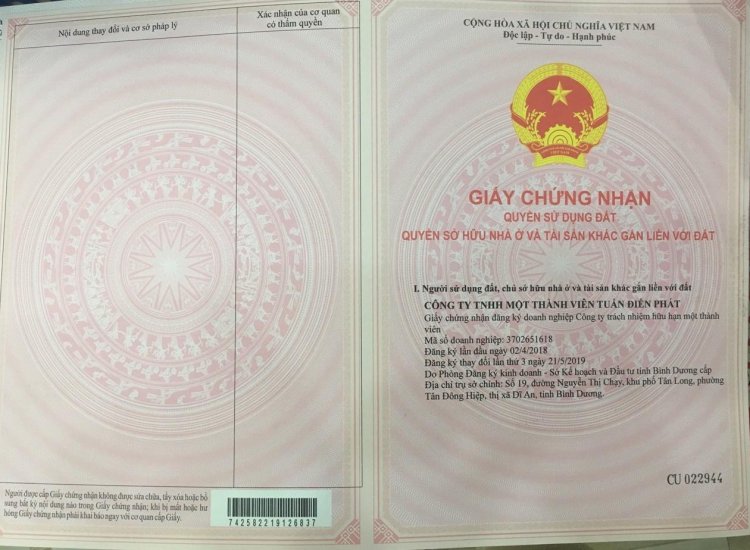 Nội dung thay đổi và cơ sở pháp lý
Xác nhận của cơ quan
có thẩm quyền
Người được cấp Giấy chứng nhận không được sửa chữa, tẩy xóa hoặc bổ
sung bất kỳ nội dung nào trong Giấy chứng nhận; khi bị mất hoặc hư
hỏng Giấy chứng nhận phải khai báo ngay với cơ quan cấp Giấy.
742582219126837
CỘNG HÒA XÃ HỘI CHỦ NGHĨA VIỆT NAM
Độc lập - Tự do - Hạnh phúc
GIẤY CHỨNG NHẬN
QUYỀN SỬ DỤNG ĐẤT
QUYỀN SỞ HỮU NHÀ Ở VÀ TÀI SẢN KHÁC GẮN LIỀN VỚI ĐẤT
I. Người sử dụng đất, chủ sở hữu nhà ở và tài sản khác gắn liền với đất
CÔNG TY TNHH MỘT THÀNH VIÊN TUẤN ĐIỀN PHÁT
Giấy chứng nhận đăng ký doanh nghiệp Công ty trách nhiệm hữu hạn một thành
viên
Mã số doanh nghiệp: 3702651618
Đăng ký lần đầu ngày 02/4/2018
Đăng ký thay đổi lần thứ 3 ngày 21/5/2019
Do Phòng Đăng ký kinh doanh - Sở Kế hoạch và Đầu tư tỉnh Bình Dương cấp
Địa chỉ trụ sở chính: Số 19, đường Nguyễn Thị Chạy, khu phố Tân Long, phường
Tân Đông Hiệp, thị xã Dĩ An, tỉnh Bình Dương.
CU 022944